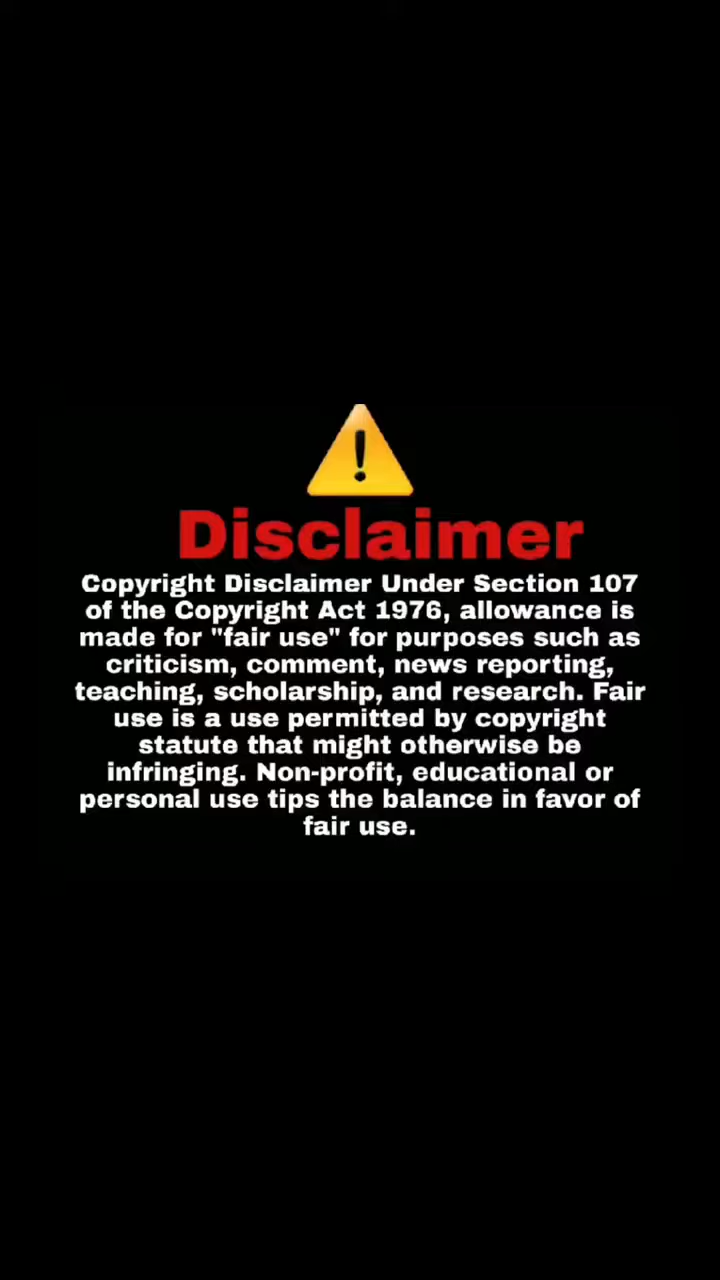 Disclaimer
Copyright Disclaimer Under Section 107
of the Copyright Act 1976, allowance is
made for "fair use" for purposes such as
criticism, comment, news reporting,
teaching, scholarship, and research. Fair
use is a use permitted by copyright
statute that might otherwise be
infringing. Non-profit, educational or
personal use tips the balance in favor of
fair use.